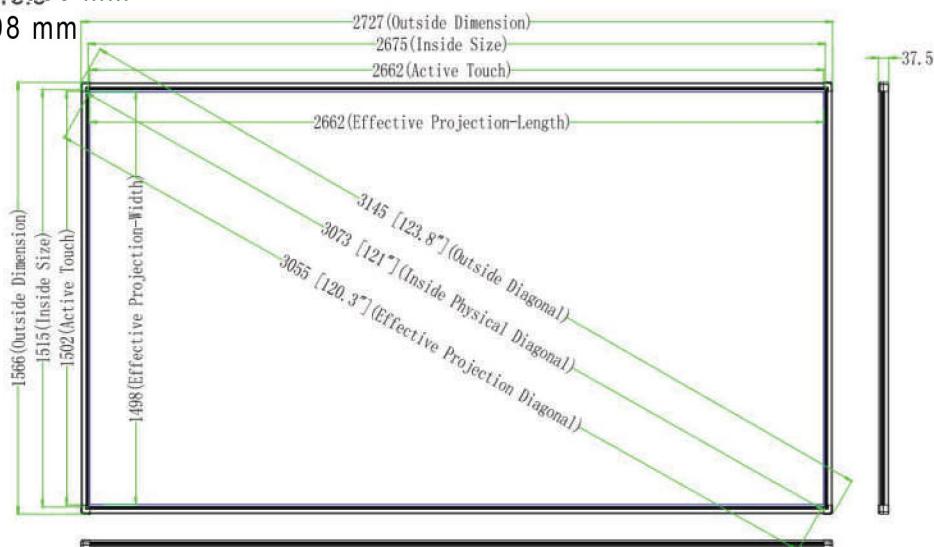 98 mm
2727(Outside Dimension)
2675(Inside Size)
2662(Active Touch)
37.5
2662(Effective Projection-Length)
3145 [123.8"](Outside Diagonal)
3073 [121"](Inside Physical Diagonal)
3055 [120.3"](Effective Projection Diagonal)
1566(Outside Dimension)
1515(Inside Size)
1502(Active Touch)
1498(Effective Projection-Width)